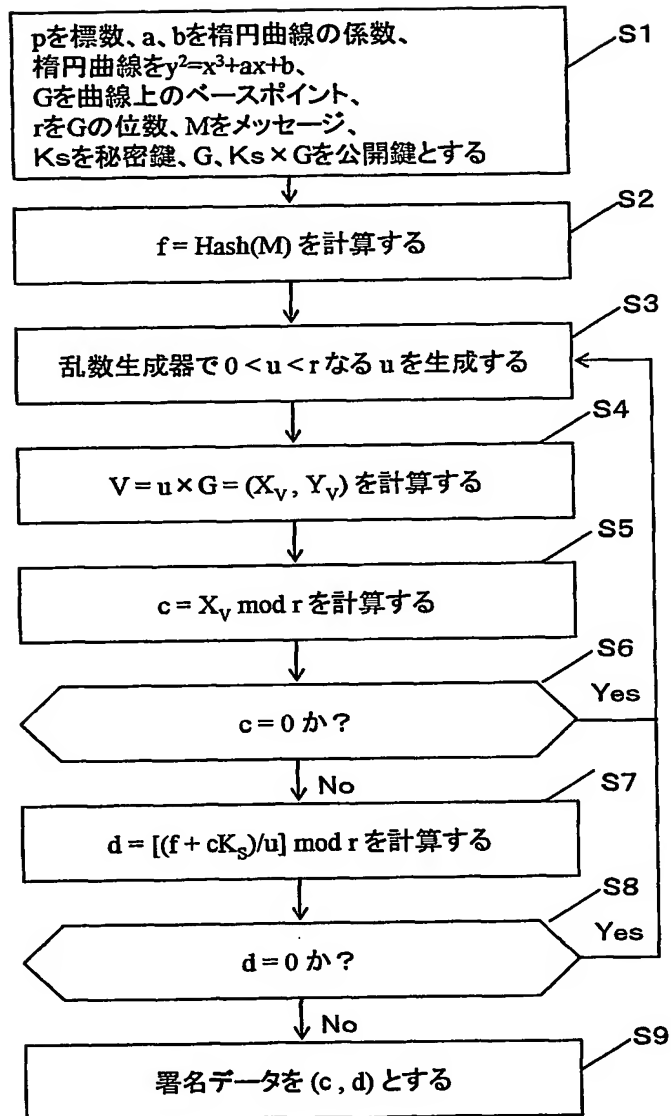 S1
pを標数、a、bを楕円曲線の係数、
楕円曲線をy²=x³+ax+b、
Gを曲線上のベースポイント、
rをGの位数、Mをメッセージ、
Ksを秘密鍵、G、Ks×Gを公開鍵とする
S2
f = Hash(M) を計算する
S3
乱数生成器で 0 < u < r なる u を生成する
S4
V = u × G = (X_V , Y_V) を計算する
S5
c = X_V mod r を計算する
S6
c = 0 か？
Yes
No
S7
d = [(f + cK_S)/u] mod r を計算する
S8
d = 0 か？
Yes
No
S9
署名データを (c , d) とする